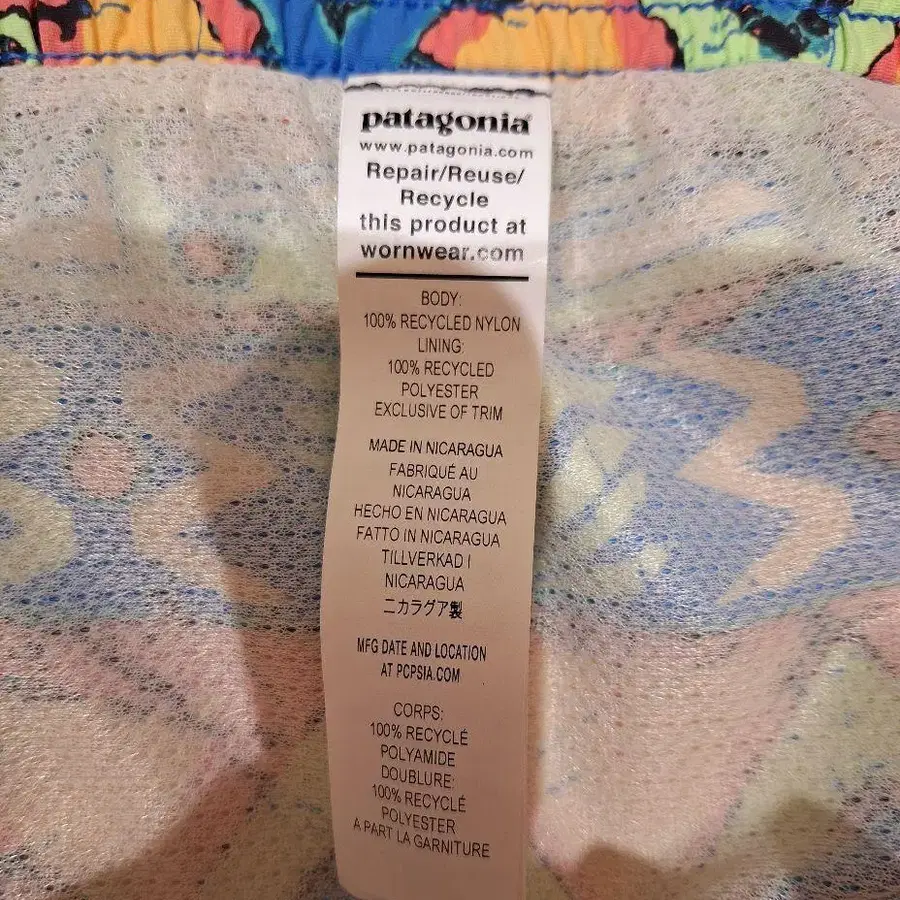 patagonia
www.patagonia.com
Repair/Reuse/
Recycle
this product at
wornwear.com
BODY:
100% RECYCLED NYLON
LINING:
100% RECYCLED
POLYESTER
EXCLUSIVE OF TRIM
MADE IN NICARAGUA
FABRIQUÉ AU
NICARAGUA
HECHO EN NICARAGUA
FATTO IN NICARAGUA
TILLVERKAD I
NICARAGUA
ニカラグア製
MFG DATE AND LOCATION
AT PCPSIA.COM
CORPS:
100% RECYCLÉ
POLYAMIDE
DOUBLURE:
100% RECYCLÉ
POLYESTER
A PART LA GARNITURE